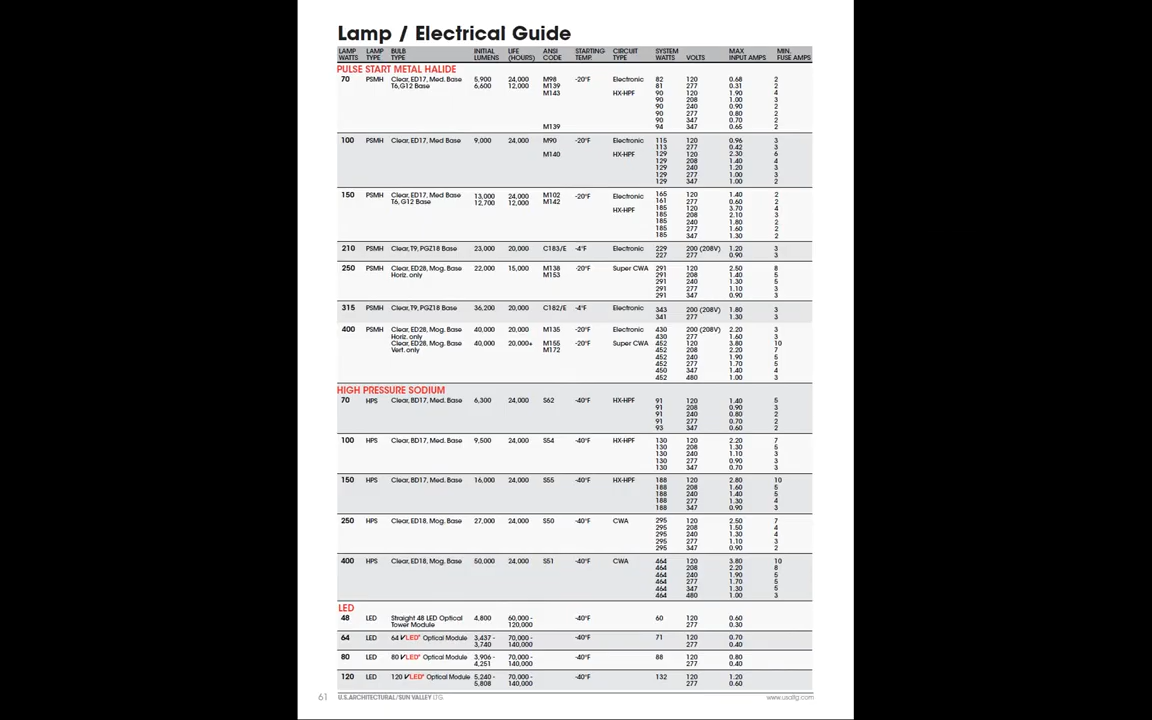 Lamp / Electrical Guide
LAMP LAMP BULB INITIAL LIFE ANSI STARTING CIRCUIT SYSTEM MAX MIN.
WATTS TYPE TYPE LUMENS (HOURS) CODE TEMP. TYPE WATTS VOLTS INPUT AMPS FUSE AMPS
PULSE START METAL HALIDE
70 PSMH Clear, ED17, Med. Base 5,900 24,000 M98 -20°F Electronic 82 120 0.68 2
T6,G12 Base 6,600 12,000 M139 81 277 0.31 2
M143 HX-HPF 90 120 1.90 4
90 208 1.00 3
90 240 0.90 2
90 277 0.80 2
90 347 0.70 2
M139 94 347 0.65 2
100 PSMH Clear, ED17, Med Base 9,000 24,000 M90 -20°F Electronic 115 120 0.96 3
113 277 0.42 3
M140 HX-HPF 129 120 2.30 6
129 208 1.40 4
129 240 1.20 3
129 277 1.00 3
129 347 1.00 2
150 PSMH Clear, ED17, Med Base 13,000 24,000 M102 -20°F Electronic 165 120 1.40 2
T6, G12 Base 12,700 12,000 M142 161 277 0.60 2
HX-HPF 185 120 3.70 4
185 208 2.10 3
185 240 1.80 2
185 277 1.60 2
185 347 1.30 2
210 PSMH Clear, T9, PGZ18 Base 23,000 20,000 C183/E -4°F Electronic 229 200 (208V) 1.20 3
227 277 0.90 3
250 PSMH Clear, ED28, Mog. Base 22,000 15,000 M138 -20°F Super CWA 291 120 2.50 8
Horiz. only M153 291 208 1.40 5
291 240 1.30 5
291 277 1.10 3
291 347 0.90 3
315 PSMH Clear, T9, PGZ18 Base 36,200 20,000 C182/E -4°F Electronic 343 200 (208V) 1.80 3
341 277 1.30 3
400 PSMH Clear, ED28, Mog. Base 40,000 20,000 M135 -20°F Electronic 430 200 (208V) 2.20 3
Horiz. only 430 277 1.60 3
Clear, ED28, Mog. Base 40,000 20,000+ M155 -20°F Super CWA 452 120 3.80 10
Vert. only M172 452 208 2.20 7
452 240 1.90 5
452 277 1.70 5
450 347 1.40 4
452 480 1.00 3
HIGH PRESSURE SODIUM
70 HPS Clear, BD17, Med. Base 6,300 24,000 S62 -40°F HX-HPF 91 120 1.40 5
91 208 0.90 3
91 240 0.80 2
91 277 0.70 2
93 347 0.60 2
100 HPS Clear, BD17, Med. Base 9,500 24,000 S54 -40°F HX-HPF 130 120 2.20 7
130 208 1.30 5
130 240 1.10 3
130 277 0.90 3
130 347 0.70 3
150 HPS Clear, BD17, Med. Base 16,000 24,000 S55 -40°F HX-HPF 188 120 2.80 10
188 208 1.60 5
188 240 1.40 5
188 277 1.30 4
188 347 0.90 3
250 HPS Clear, ED18, Mog. Base 27,000 24,000 S50 -40°F CWA 295 120 2.50 7
295 208 1.50 4
295 240 1.30 4
295 277 1.10 3
295 347 0.90 2
400 HPS Clear, ED18, Mog. Base 50,000 24,000 S51 -40°F CWA 464 120 3.80 10
464 208 2.20 8
464 240 1.90 5
464 277 1.70 5
464 347 1.30 5
464 480 1.00 3
LED
48 LED Straight 48 LED Optical 4,800 60,000 - -40°F 60 120 0.60
Tower Module 120,000 277 0.30
64 LED 64 VLED® Optical Module 3,437 - 70,000 - -40°F 71 120 0.70
3,740 140,000 277 0.40
80 LED 80 VLED® Optical Module 3,906 - 70,000 - -40°F 88 120 0.80
4,251 140,000 277 0.40
120 LED 120 VLED® Optical Module 5,240 - 70,000 - -40°F 132 120 1.20
5,808 140,000 277 0.60
61 U.S. ARCHITECTURAL/SUN VALLEY LTG. www.usaltg.com